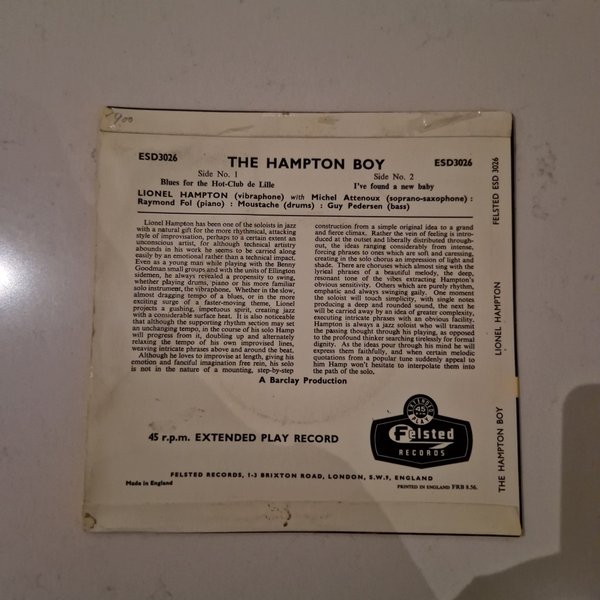 7/00
ESD3026
THE HAMPTON BOY
ESD3026
Side No. 1
Blues for the Hot-Club de Lille
Side No. 2
I've found a new baby
LIONEL HAMPTON (vibraphone) with Michel Attenoux (soprano-saxophone) :
Raymond Fol (piano) : Moustache (drums) : Guy Pedersen (bass)
Lionel Hampton has been one of the soloists in jazz
with a natural gift for the more rhythmical, attacking
style of improvisation, perhaps to a certain extent an
unconscious artist, for although technical artistry
abounds in his work he seems to be carried along
easily by an emotional rather than a technical impact.
Even as a young man while playing with the Benny
Goodman small groups and with the units of Ellington
sidemen, he always revealed a propensity to swing,
whether playing drums, piano or his more familiar
solo instrument, the vibraphone. Whether in the slow,
almost dragging tempo of a blues, or in the more
exciting surge of a faster-moving theme, Lionel
projects a gushing, impetuous spirit, creating jazz
with a considerable surface heat. It is also noticeable
that although the supporting rhythm section may set
an unchanging tempo, in the course of his solo Hamp
will progress from it, doubling up and alternately
relaxing the tempo of his own improvised lines,
weaving intricate phrases above and around the beat.
Although he loves to improvise at length, giving his
emotion and fanciful imagination free rein, his solo
is not in the nature of a mounting, step-by-step
construction from a simple original idea to a grand
and fierce climax. Rather the vein of feeling is intro-
duced at the outset and liberally distributed through-
out, the ideas ranging considerably from intense,
forcing phrases to ones which are soft and caressing,
creating in the solo chorus an impression of light and
shade. There are choruses which almost sing with the
lyrical phrases of a beautiful melody, the deep,
resonant tone of the vibes extracting Hampton's
obvious sensitivity. Others which are purely rhythm,
emphatic and always swinging gaily. One moment
the soloist will touch simplicity, with single notes
producing a deep and rounded sound, the next he
will be carried away by an idea of greater complexity,
executing intricate phrases with an obvious facility.
Hampton is always a jazz soloist who will transmit
the passing thought through his playing, as opposed
to the profound thinker searching tirelessly for formal
dignity. As the ideas pour through his mind he will
express them faithfully, and when certain melodic
quotations from a popular tune suddenly appeal to
him Hamp won't hesitate to interpolate them into
the path of the solo.
A Barclay Production
45 r.p.m. EXTENDED PLAY RECORD
EXTENDED
45
RPM
PLAY
Felsted
RECORDS
FELSTED RECORDS, 1-3 BRIXTON ROAD, LONDON, S.W.9, ENGLAND
Made in England
PRINTED IN ENGLAND FRB 8.56.
THE HAMPTON BOY
LIONEL HAMPTON
FELSTED ESD 3026